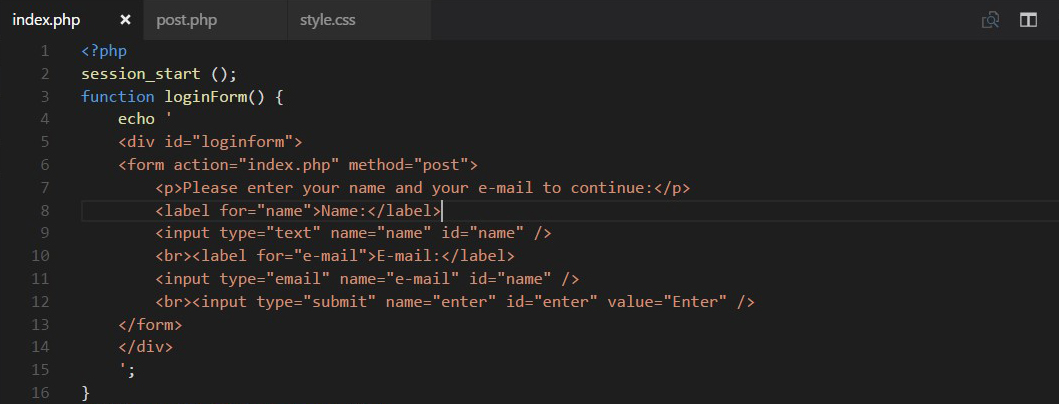 index.php × post.php style.css
1 <?php
2 session_start ();
3 function loginForm() {
4     echo '
5     <div id="loginform">
6     <form action="index.php" method="post">
7         <p>Please enter your name and your e-mail to continue:</p>
8         <label for="name">Name:</label>
9         <input type="text" name="name" id="name" />
10         <br><label for="e-mail">E-mail:</label>
11         <input type="email" name="e-mail" id="name" />
12         <br><input type="submit" name="enter" id="enter" value="Enter" />
13     </form>
14     </div>
15     ';
16 }